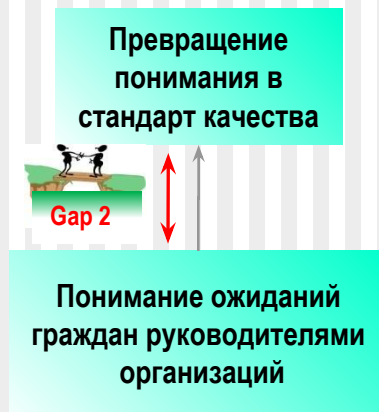 Превращение
понимания в
стандарт качества
Gap 2
Понимание ожиданий
граждан руководителями
организаций